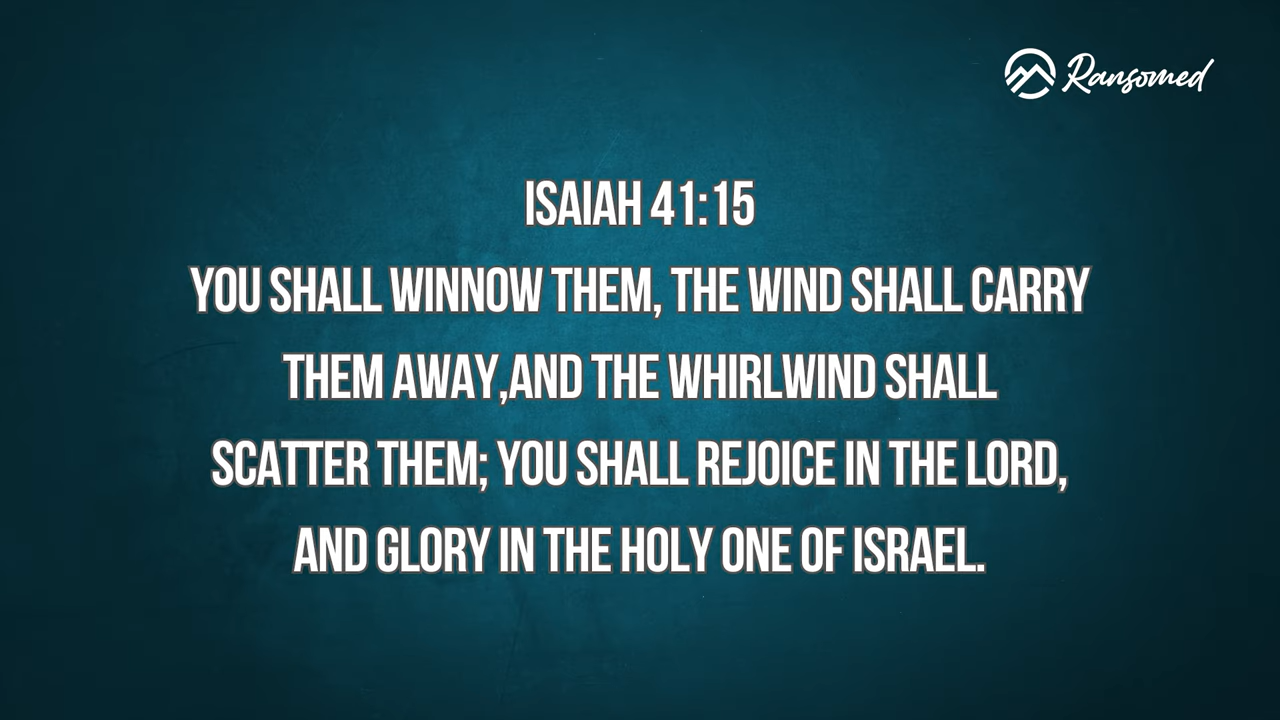 Ransomed
ISAIAH 41:15
YOU SHALL WINNOW THEM, THE WIND SHALL CARRY
THEM AWAY,AND THE WHIRLWIND SHALL
SCATTER THEM; YOU SHALL REJOICE IN THE LORD,
AND GLORY IN THE HOLY ONE OF ISRAEL.